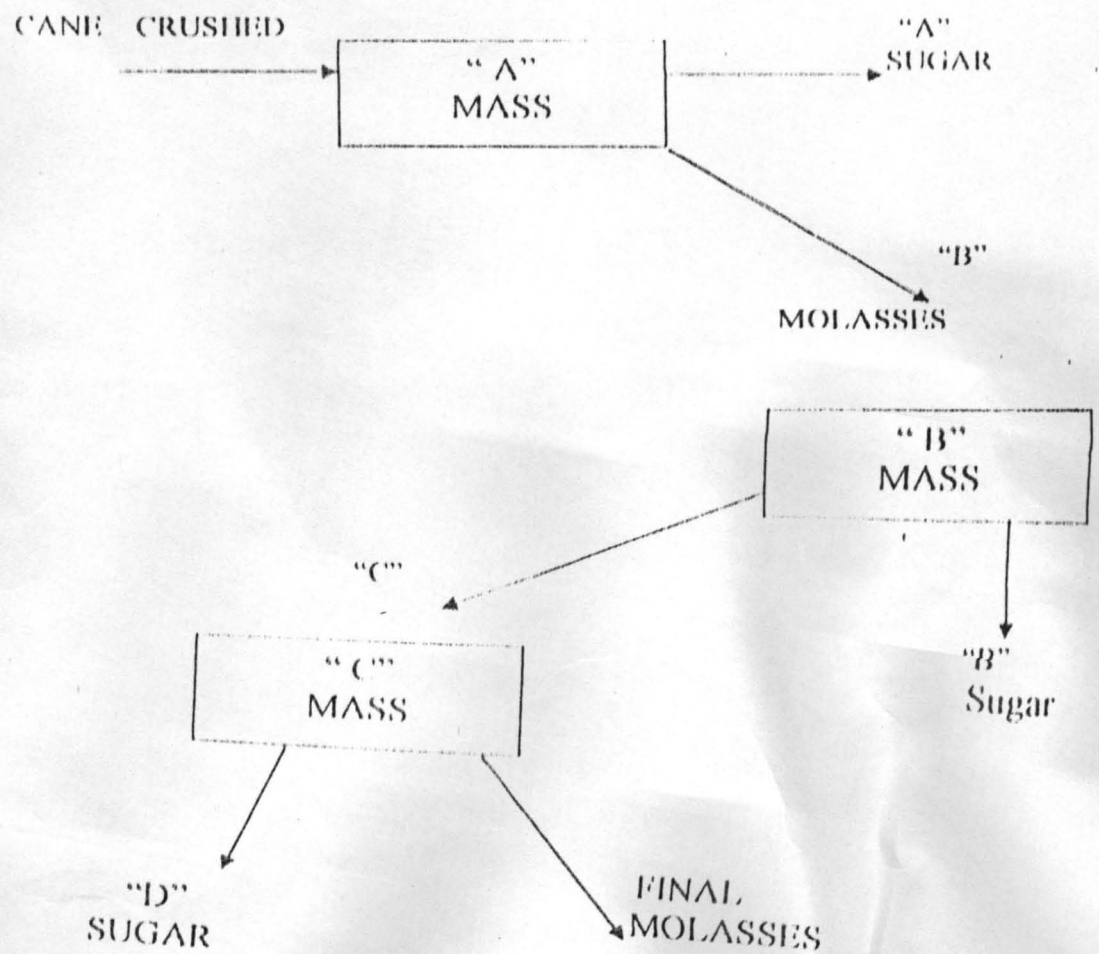 CANE CRUSHED
"A"
SUGAR
"A"
MASS
"B"
MOLASSES
"B"
MASS
"C"
"C"
MASS
"B"
Sugar
"D"
SUGAR
FINAL
MOLASSES